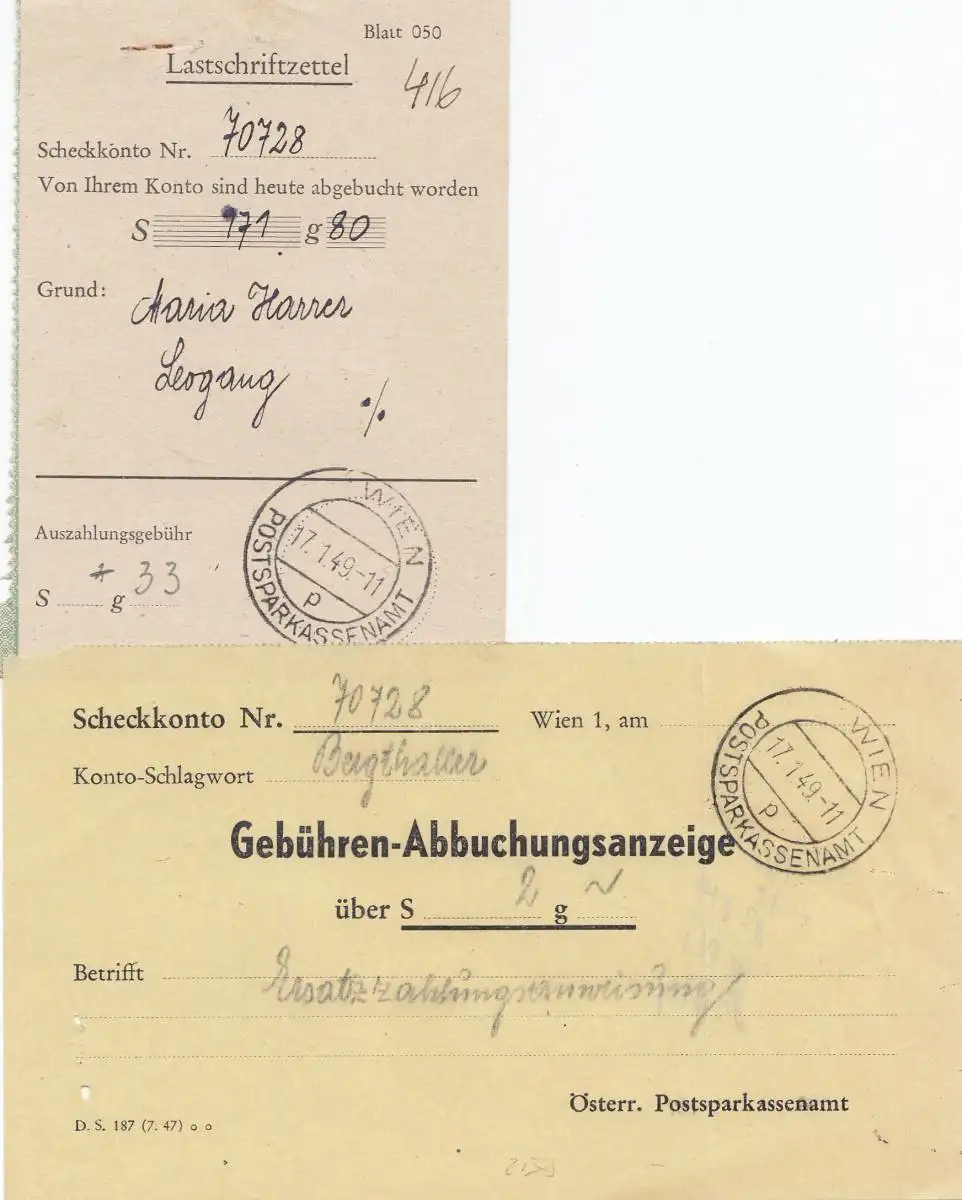 Blatt 050
Lastschriftzettel
416
Scheckkonto Nr. 70728
Von Ihrem Konto sind heute abgebucht worden
S 171 g 80
Grund: Maria Harrer
Leogang
./.
Auszahlungsgebühr
S g 33
WIEN
17.1.49.-11
p
POSTSPARKASSENAMT
Scheckkonto Nr. 70728 Wien 1, am
WIEN
17.1.49.-11
p
POSTSPARKASSENAMT
Konto-Schlagwort Bergthaller
Gebühren-Abbuchungsanzeige
über S 2 g ~
Betrifft Ersatzzahlungsanweisung
Österr. Postsparkassenamt
D. S. 187 (7. 47) o o